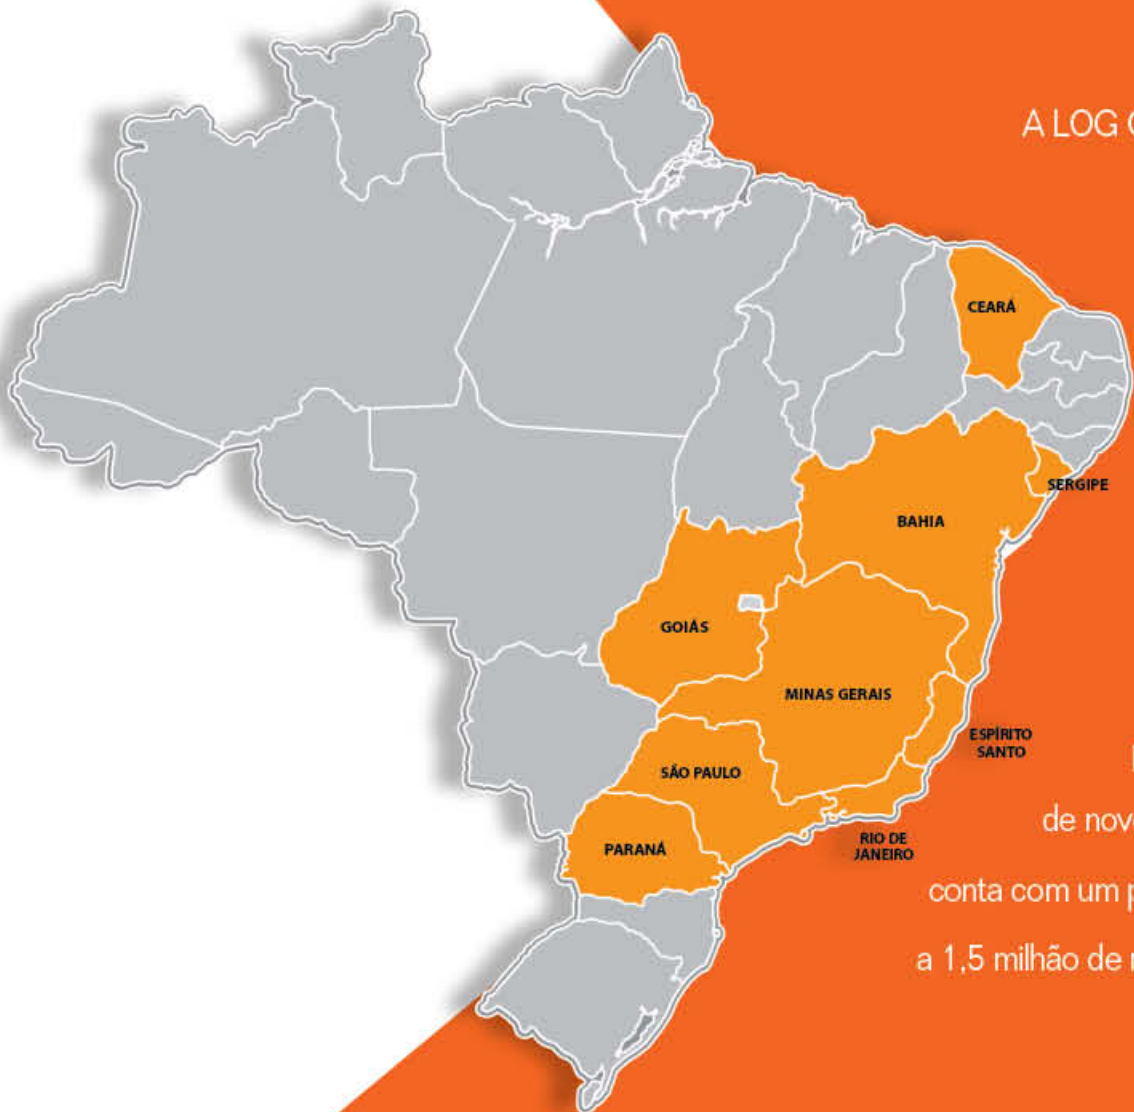 A LOG
CEARÁ
SERGIPE
BAHIA
GOIÁS
MINAS GERAIS
ESPÍRITO
SANTO
SÃO PAULO
de
RIO DE
JANEIRO
PARANÁ
conta com um
a 1,5 milhão de